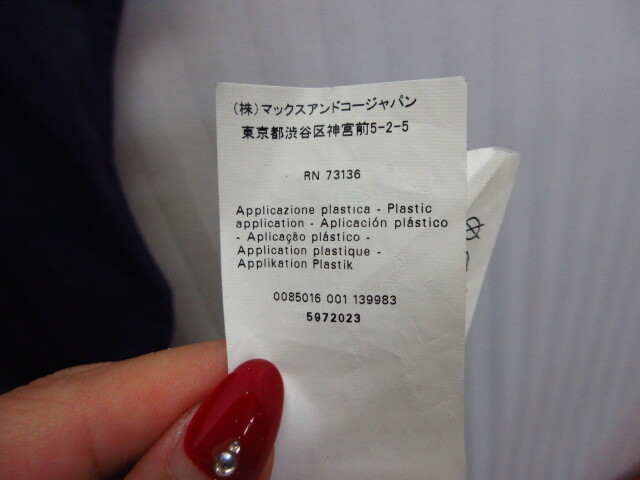 （株）マックスアンドコージャパン
東京都渋谷区神宮前5-2-5
RN 73136
Applicazione plastica - Plastic
application - Aplicación plástico
- Aplicação plástico -
Application plastique -
Applikation Plastik
0085016 001 139983
5972023